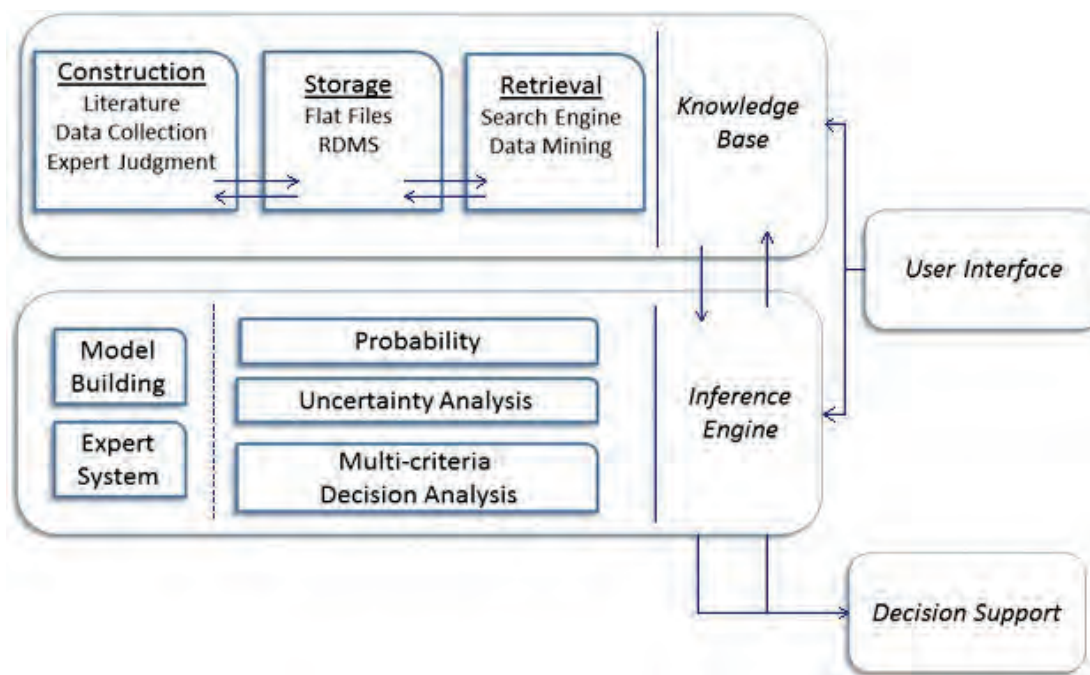 Construction
Literature
Data Collection
Expert Judgment
Storage
Flat Files
RDMS
Retrieval
Search Engine
Data Mining
Knowledge
Base
User Interface
Model
Building
Expert
System
Probability
Uncertainty Analysis
Multi-criteria
Decision Analysis
Inference
Engine
Decision Support